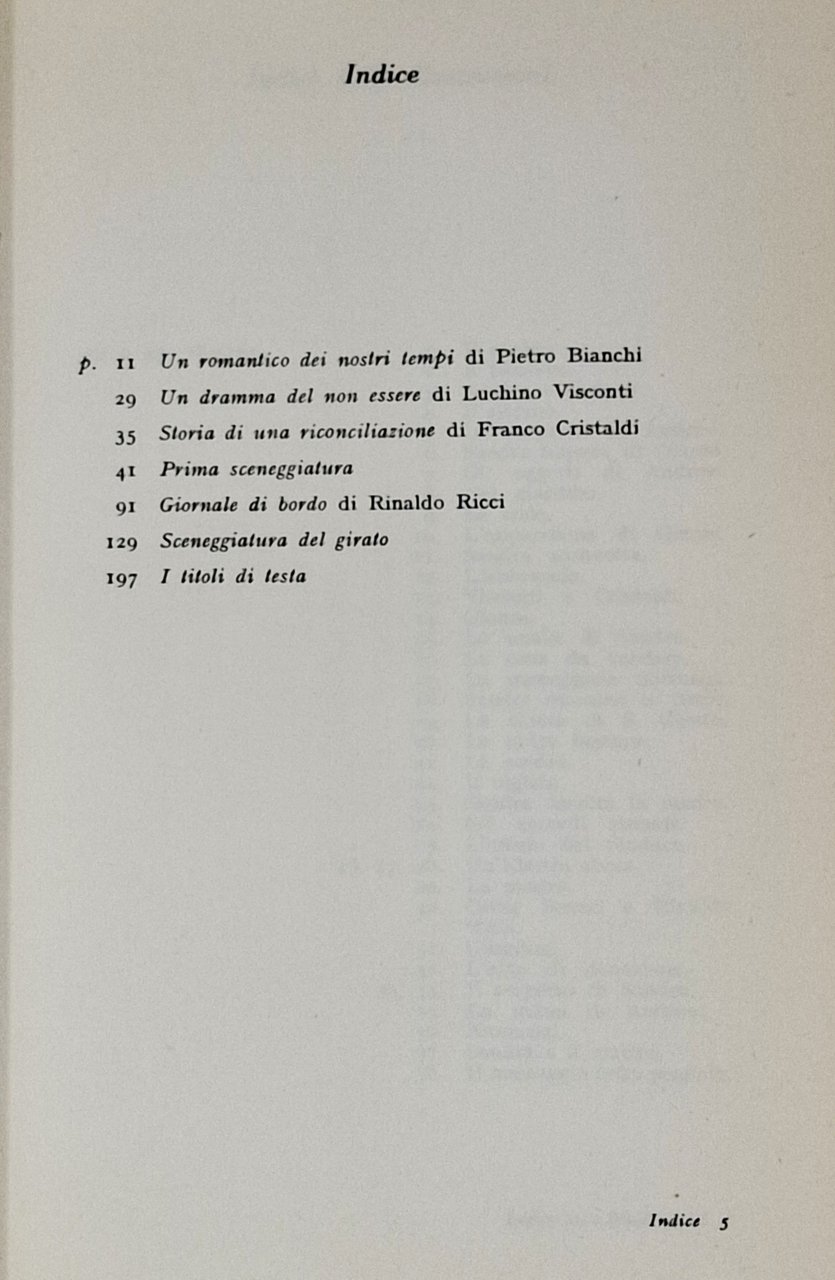 Indice
p. 11 Un romantico dei nostri tempi di Pietro Bianchi
29 Un dramma del non essere di Luchino Visconti
35 Storia di una riconciliazione di Franco Cristaldi
41 Prima sceneggiatura
91 Giornale di bordo di Rinaldo Ricci
129 Sceneggiatura del girato
197 I titoli di testa
Indice 5